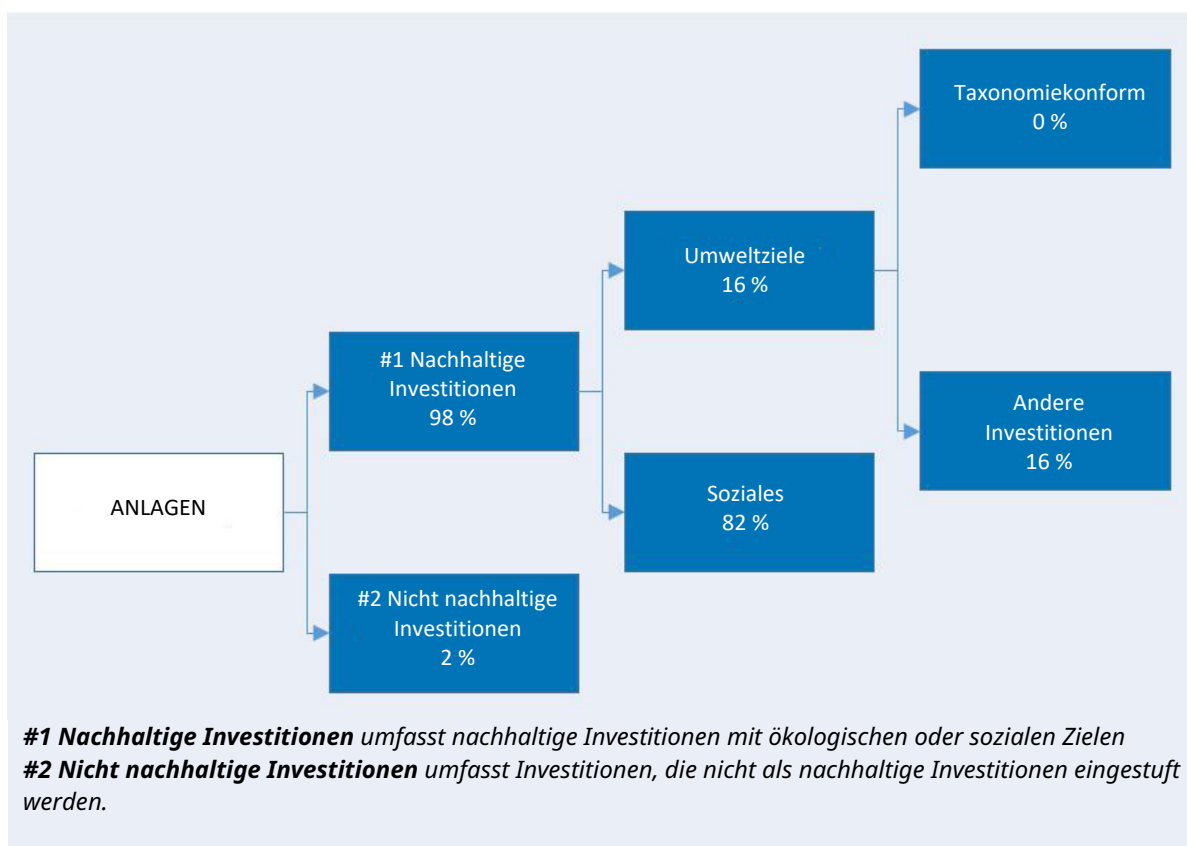 Taxonomiekonform
0 %
Umweltziele
16 %
#1 Nachhaltige
Investitionen
98 %
Andere
Investitionen
16 %
ANLAGEN
Soziales
82 %
#2 Nicht nachhaltige
Investitionen
2 %
#1 Nachhaltige Investitionen umfasst nachhaltige Investitionen mit ökologischen oder sozialen Zielen
#2 Nicht nachhaltige Investitionen umfasst Investitionen, die nicht als nachhaltige Investitionen eingestuft
werden.